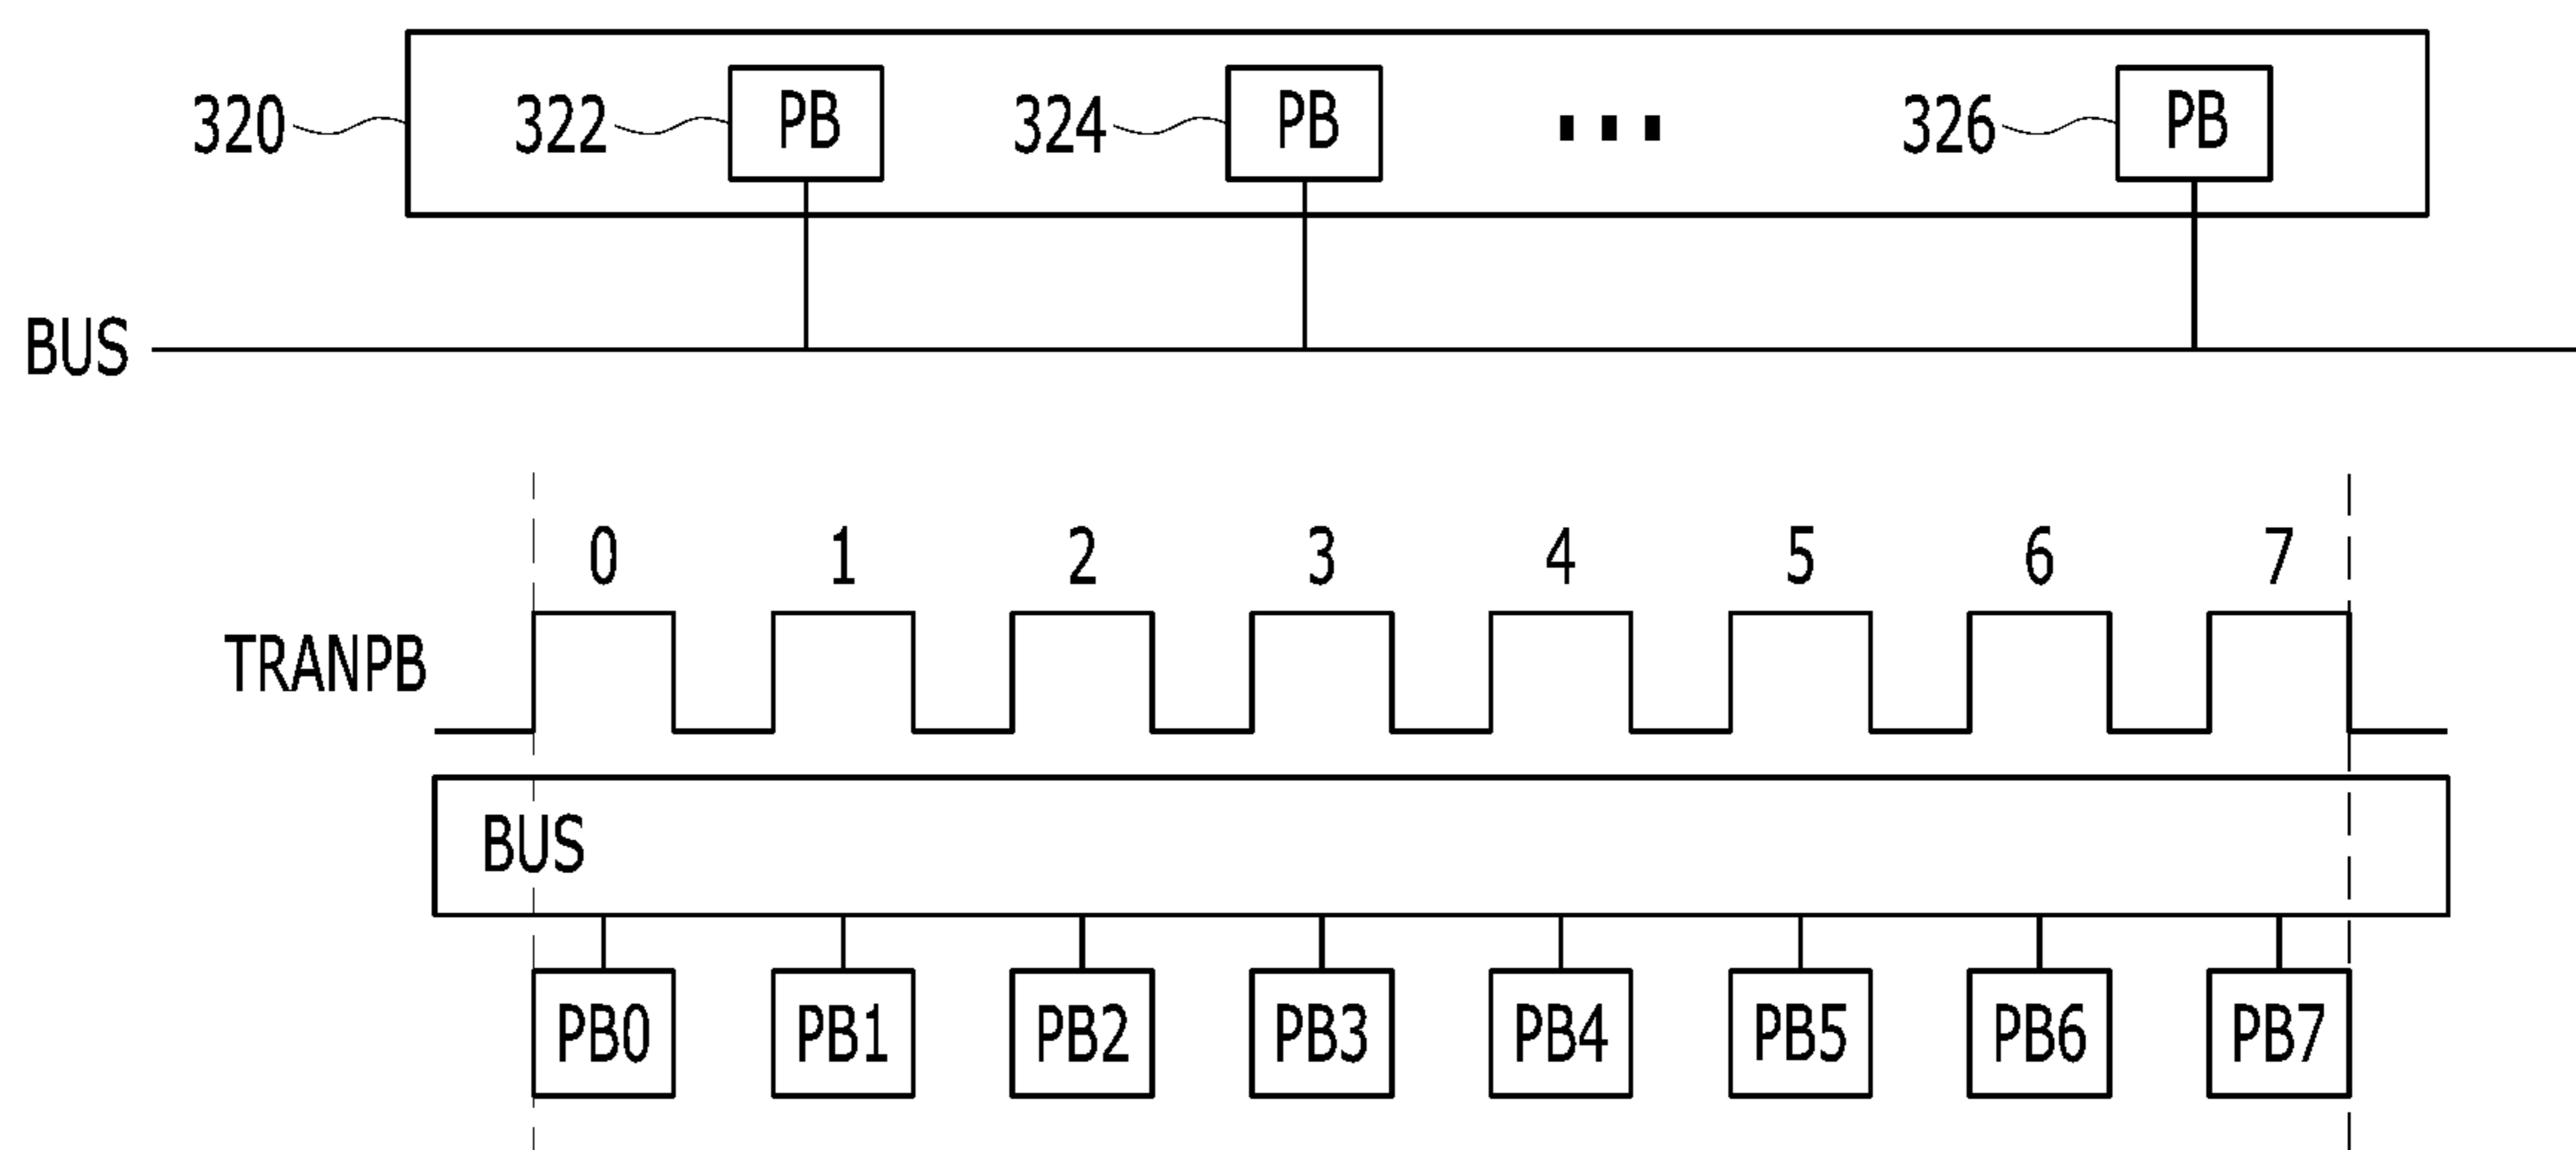 320 322 PB 324 PB ... 326 PB
BUS
0 1 2 3 4 5 6 7
TRANPB
BUS
PB0 PB1 PB2 PB3 PB4 PB5 PB6 PB7